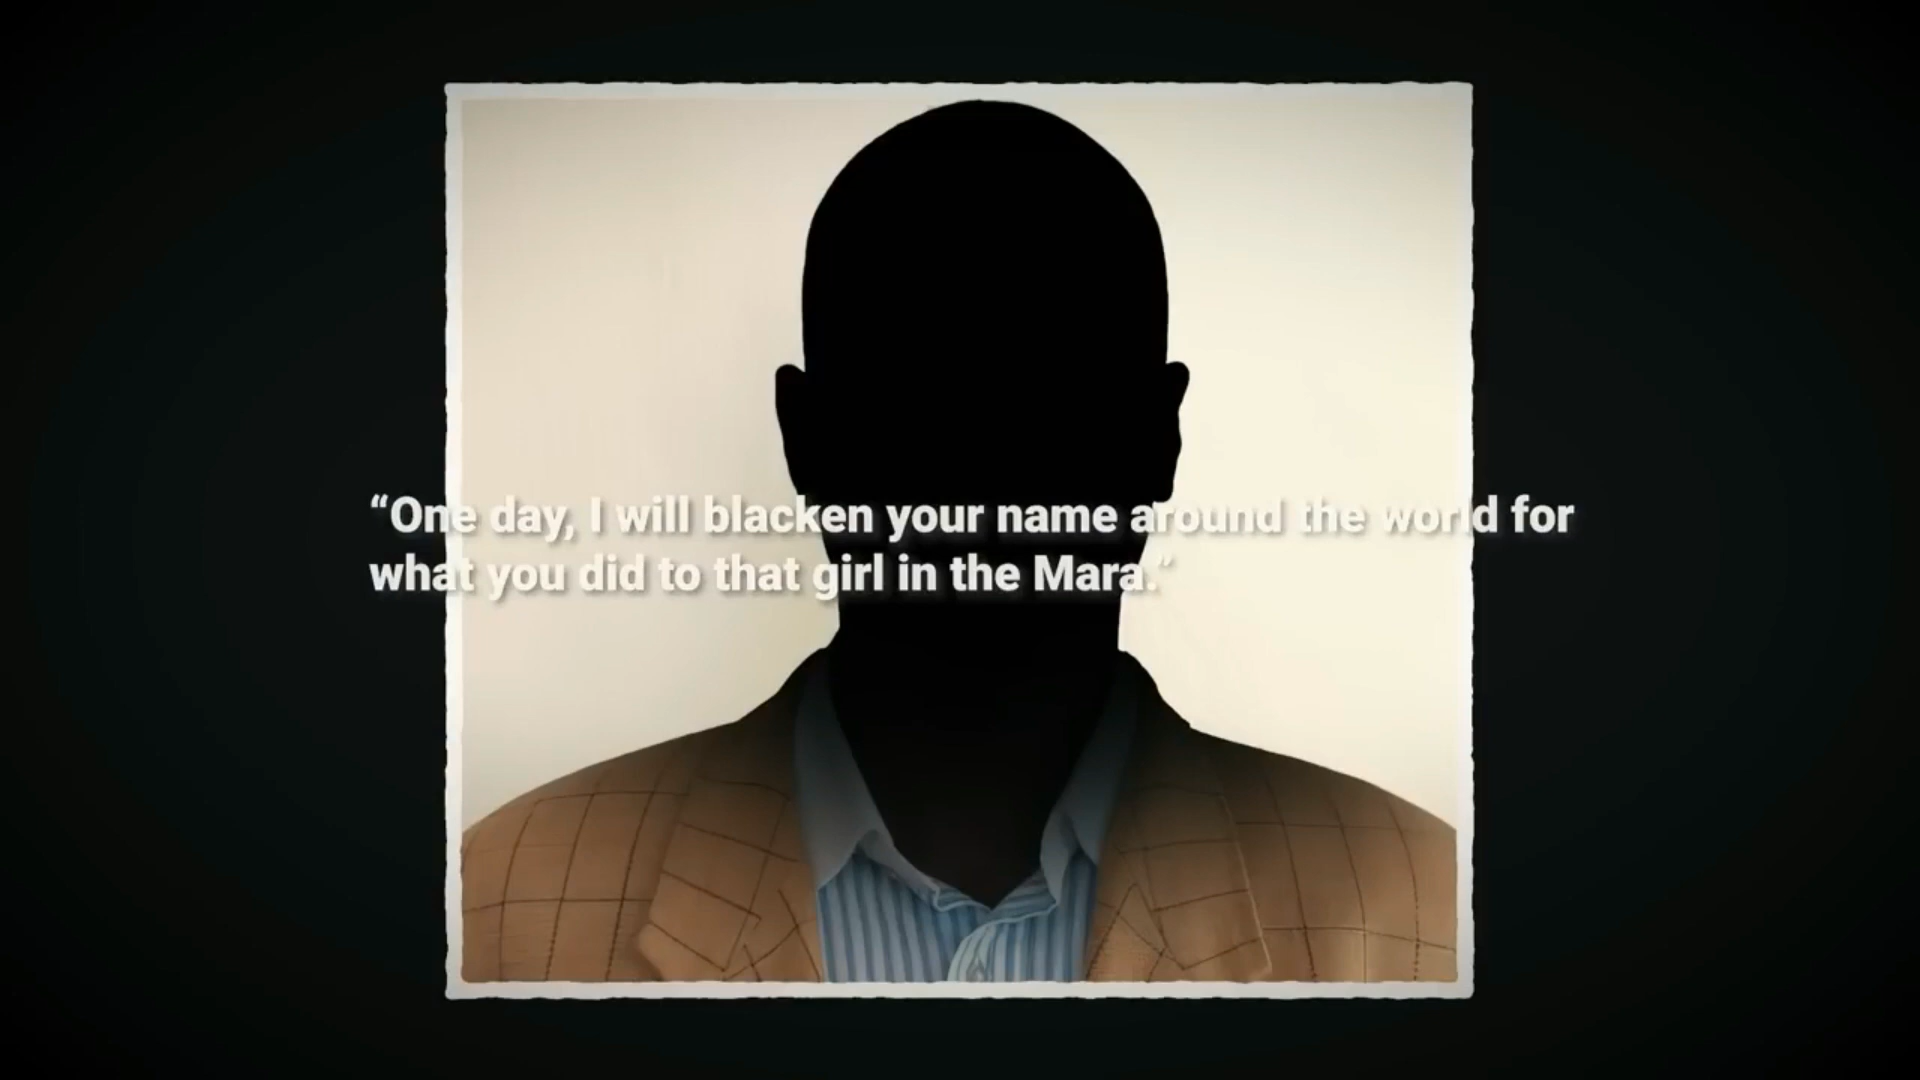 “One day, I will blacken your name around the world for
what you did to that girl in the Mara.”